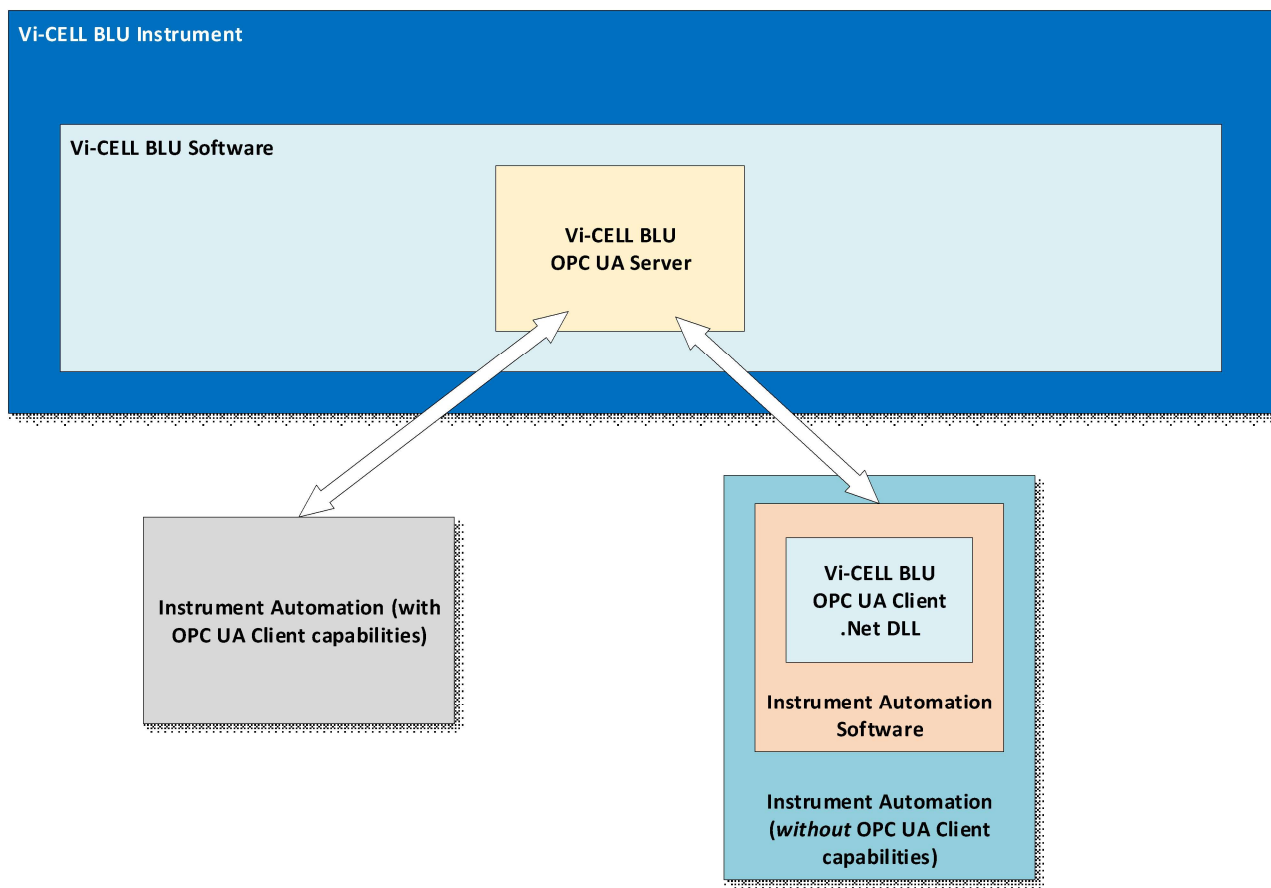 Vi-CELL BLU Instrument
Vi-CELL BLU Software
Vi-CELL BLU
OPC UA Server
Instrument Automation (with
OPC UA Client capabilities)
Vi-CELL BLU
OPC UA Client
.Net DLL
Instrument Automation
Software
Instrument Automation
(without OPC UA Client
capabilities)